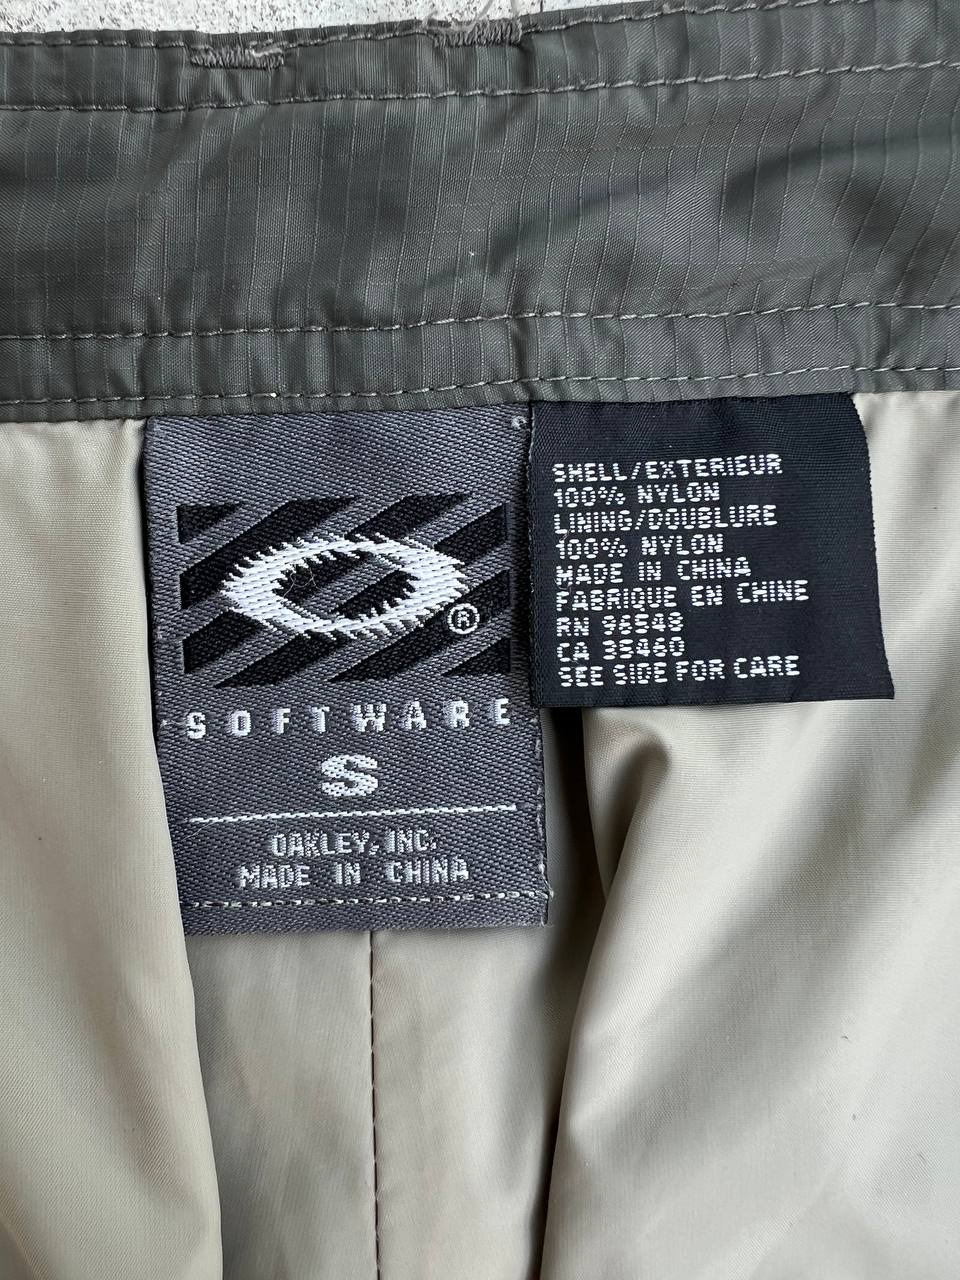 ®
SOFTWARE
S
OAKLEY, INC.
MADE IN CHINA
SHELL/EXTERIEUR
100% NYLON
LINING/DOUBLURE
100% NYLON
MADE IN CHINA
FABRIQUE EN CHINE
RN 96549
CA 35460
SEE SIDE FOR CARE